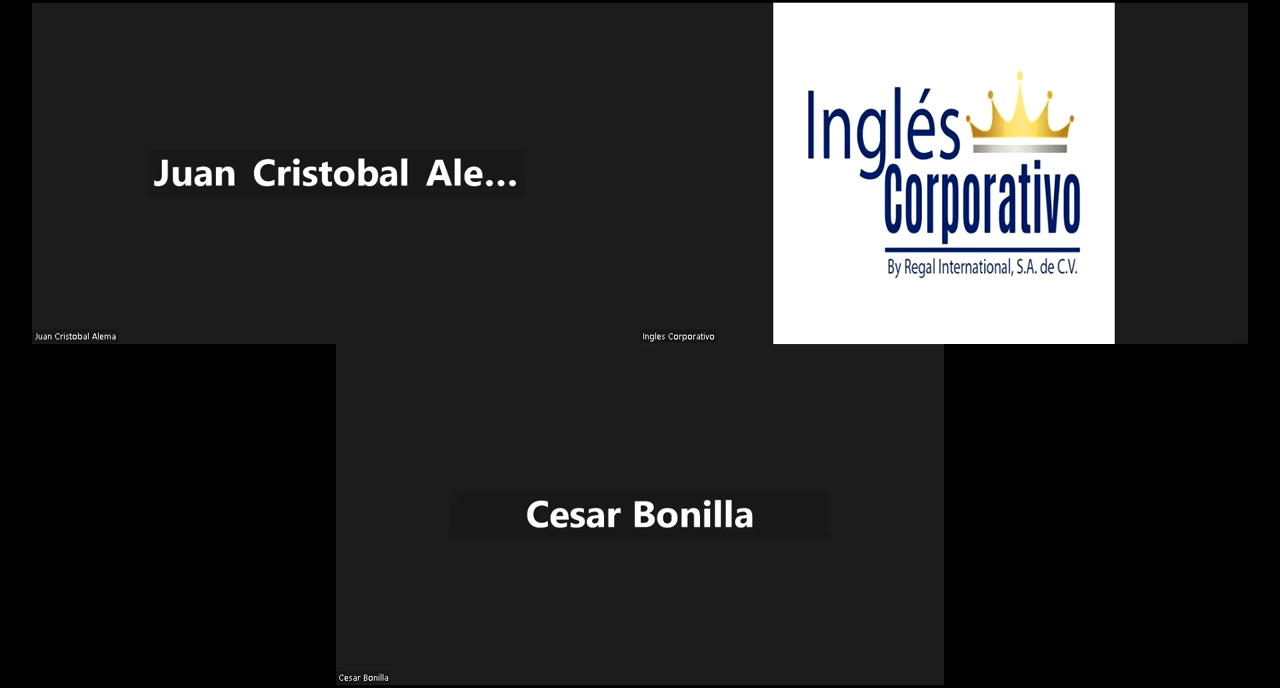 Juan Cristobal Ale...
Juan Cristobal Alema
Inglés
Corporativo
By Regal International, S.A. de C.V.
Ingles Corporativo
Cesar Bonilla
Cesar Bonilla